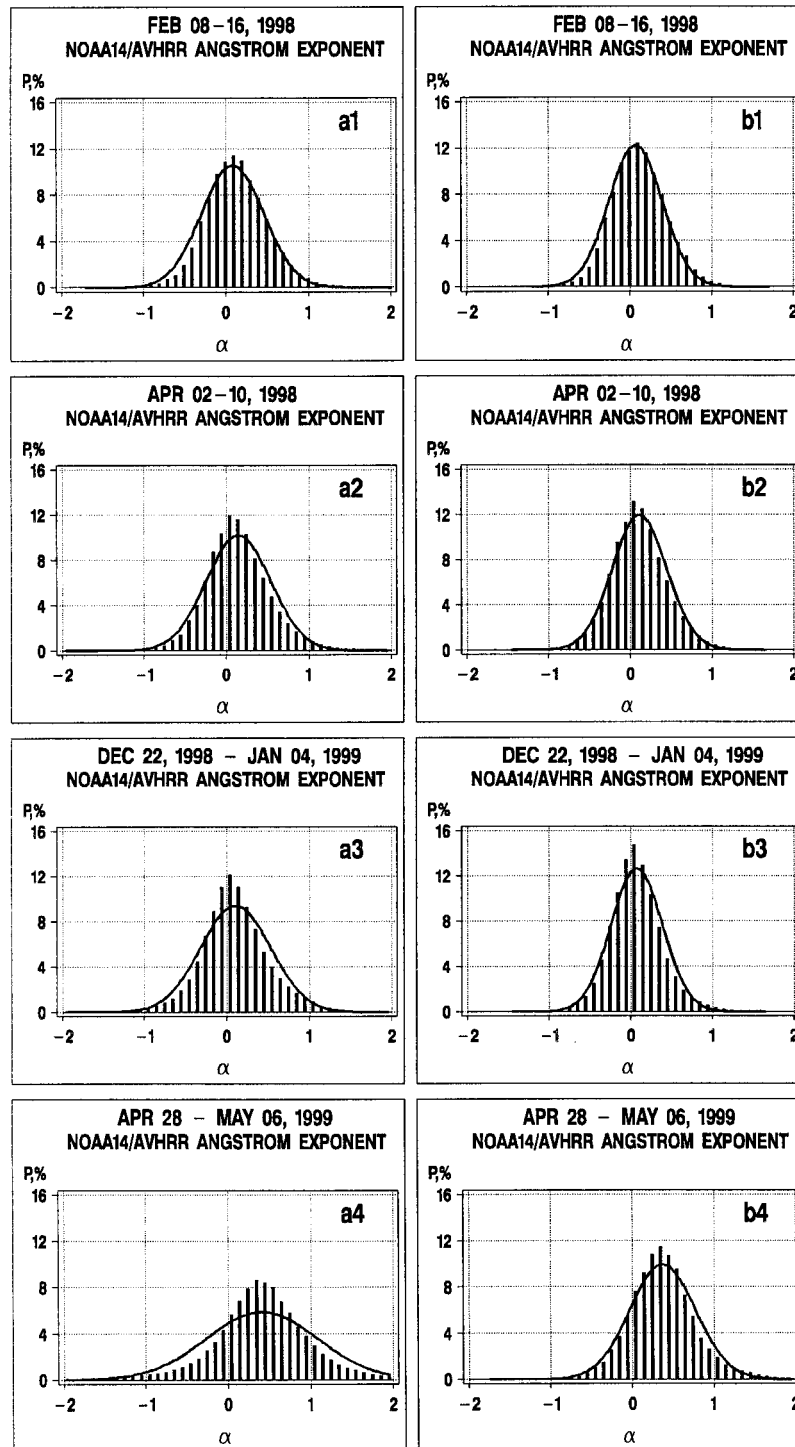 FEB 08-16, 1998
NOAA14/AVHRR ANGSTROM EXPONENT
P,%
16
a1
12
8
4
0
-2 -1 0 1 2
α
FEB 08-16, 1998
NOAA14/AVHRR ANGSTROM EXPONENT
P,%
16
b1
12
8
4
0
-2 -1 0 1 2
α
APR 02-10, 1998
NOAA14/AVHRR ANGSTROM EXPONENT
P,%
16
a2
12
8
4
0
-2 -1 0 1 2
α
APR 02-10, 1998
NOAA14/AVHRR ANGSTROM EXPONENT
P,%
16
b2
12
8
4
0
-2 -1 0 1 2
α
DEC 22, 1998 - JAN 04, 1999
NOAA14/AVHRR ANGSTROM EXPONENT
P,%
16
a3
12
8
4
0
-2 -1 0 1 2
α
DEC 22, 1998 - JAN 04, 1999
NOAA14/AVHRR ANGSTROM EXPONENT
P,%
16
b3
12
8
4
0
-2 -1 0 1 2
α
APR 28 - MAY 06, 1999
NOAA14/AVHRR ANGSTROM EXPONENT
P,%
16
a4
12
8
4
0
-2 -1 0 1 2
α
APR 28 - MAY 06, 1999
NOAA14/AVHRR ANGSTROM EXPONENT
P,%
16
b4
12
8
4
0
-2 -1 0 1 2
α